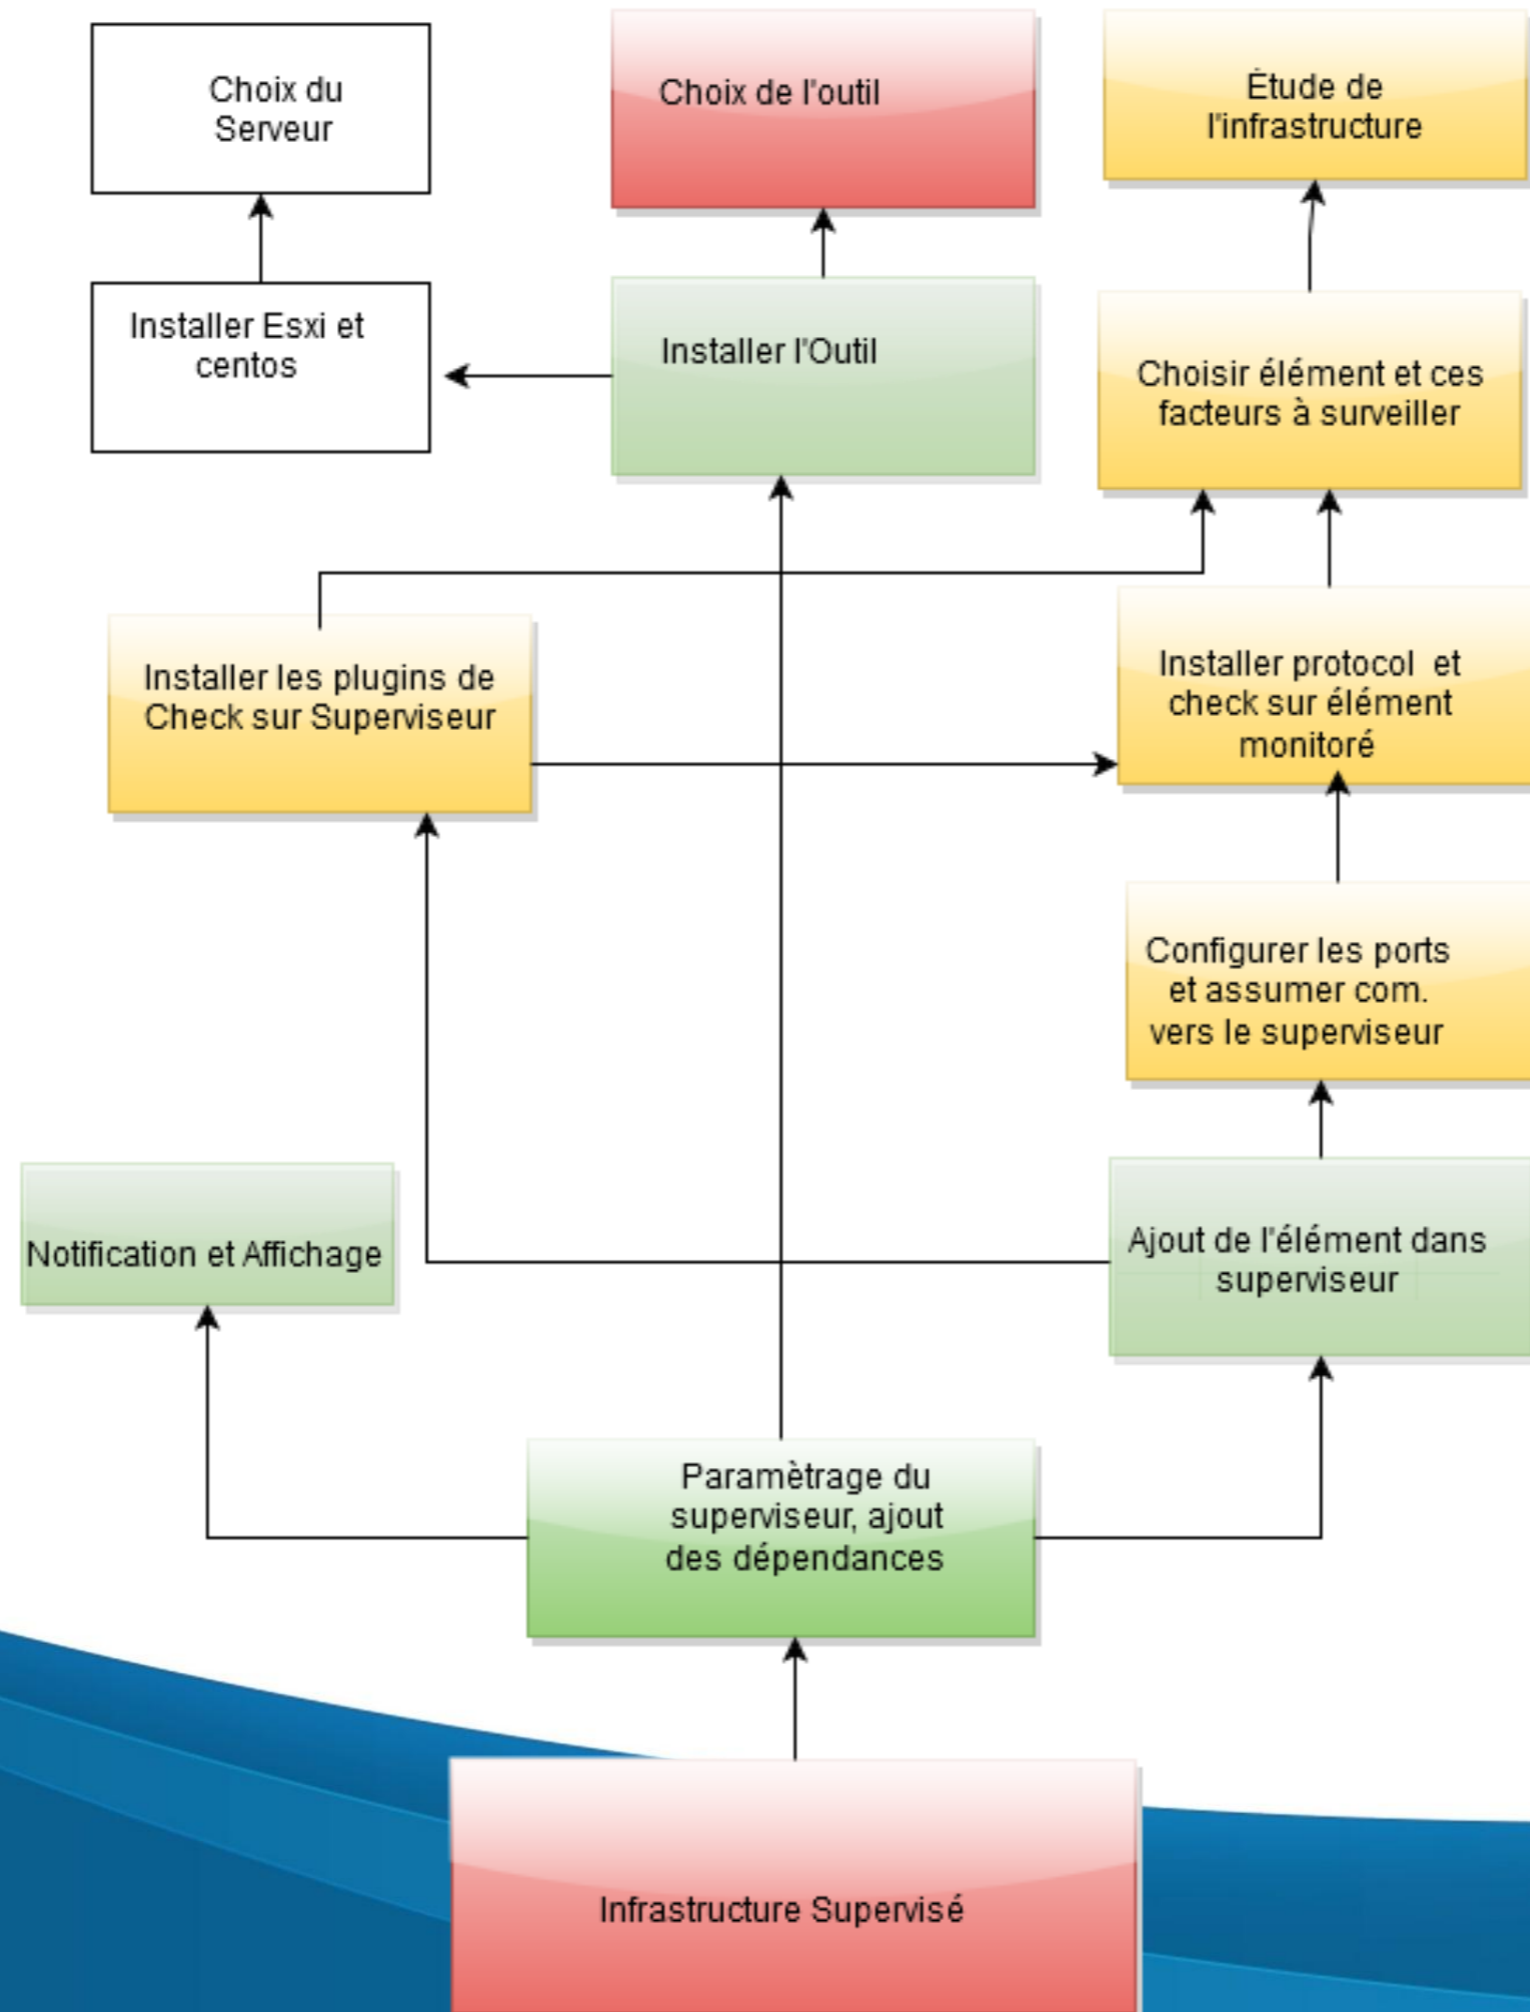 Choix du
Serveur
Choix de l'outil
Étude de
l'infrastructure
Installer Esxi et
centos
Installer l'Outil
Choisir élément et ces
facteurs à surveiller
Installer les plugins de
Check sur Superviseur
Installer protocol et
check sur élément
monitoré
Configurer les ports
et assumer com.
vers le superviseur
Notification et Affichage
Ajout de l'élément dans
superviseur
Paramètrage du
superviseur, ajout
des dépendances
Infrastructure Supervisé